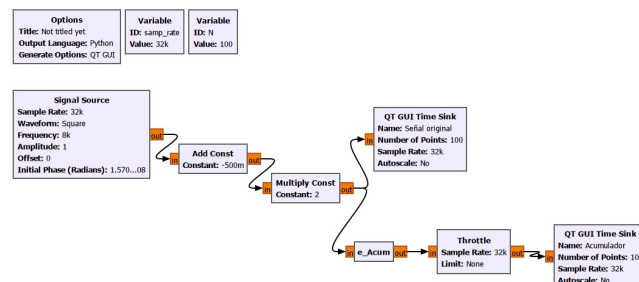 Options
Title: Not titled yet
Output Language: Python
Generate Options: QT GUI
Variable
ID: samp_rate
Value: 32k
Variable
ID: N
Value: 100
Signal Source
Sample Rate: 32k
Waveform: Square
Frequency: 8k
Amplitude: 1
Offset: 0
Initial Phase (Radians): 1.570...08
out
in
Add Const
Constant: -500m
out
in
Multiply Const
Constant: 2
out
in
QT GUI Time Sink
Name: Señal original
Number of Points: 100
Sample Rate: 32k
Autoscale: No
in
e_Acum
out
in
Throttle
Sample Rate: 32k
Limit: None
out
in
QT GUI Time Sink
Name: Acumulador
Number of Points: 10
Sample Rate: 32k
Autoscale: No